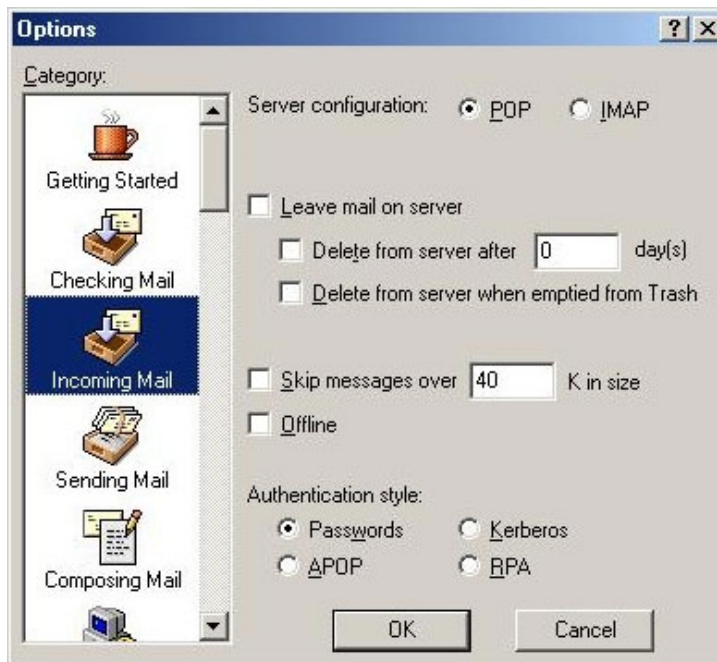 Options
Category:
Getting Started
Checking Mail
Incoming Mail
Sending Mail
Composing Mail
Server configuration: POP IMAP
Leave mail on server
Delete from server after 0 day(s)
Delete from server when emptied from Trash
Skip messages over 40 K in size
Offline
Authentication style:
Passwords Kerberos
APOP RPA
OK Cancel